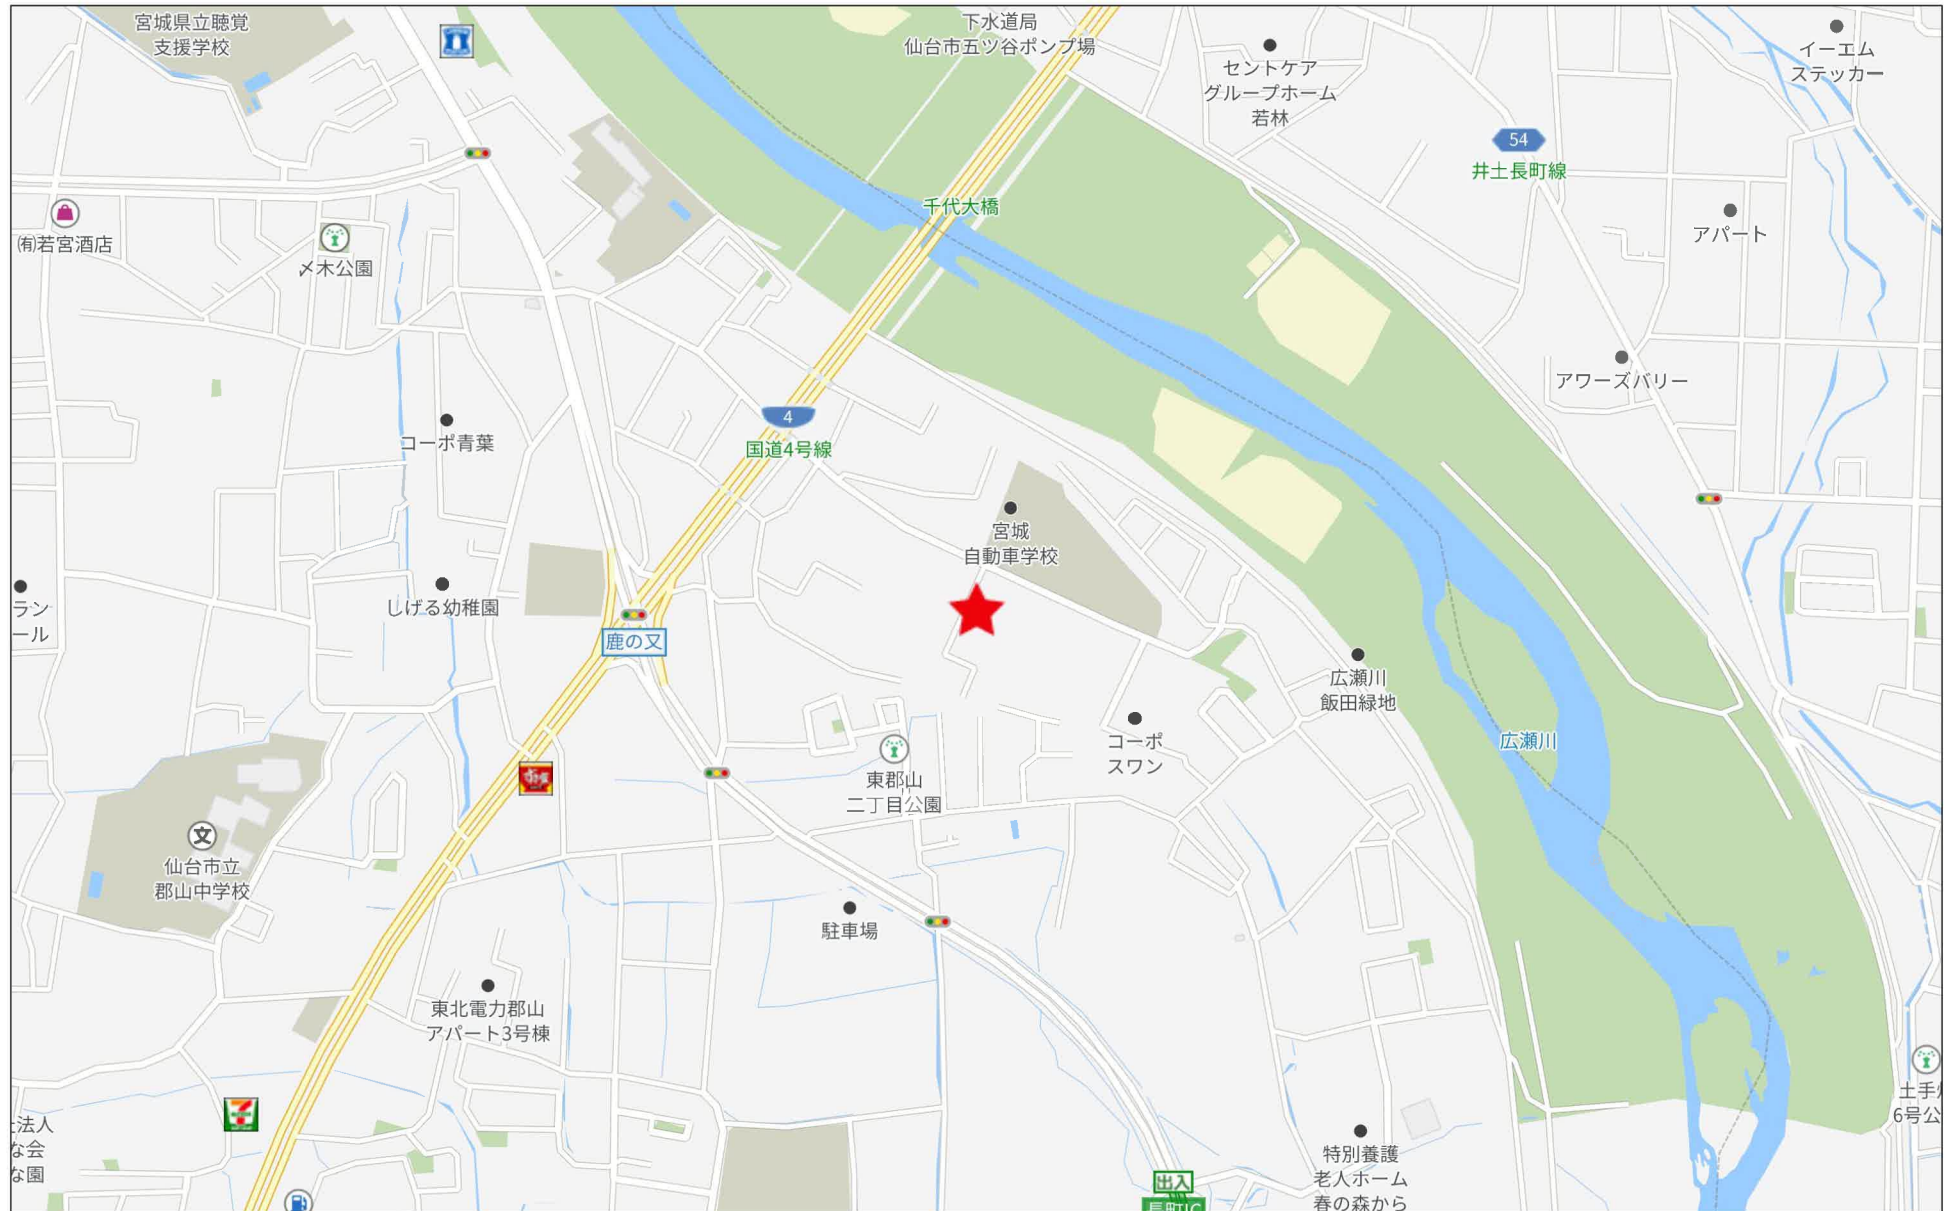 宮城県立聴覚
支援学校
下水道局
仙台市五ツ谷ポンプ場
セントケア
グループホーム
若林
イーエム
ステッカー
54
井土長町線
千代大橋
㈲若宮酒店
〆木公園
アパート
アワーズバリー
4
国道4号線
コーポ青葉
宮城
自動車学校
しげる幼稚園
ラン
ール
鹿の又
広瀬川
飯田緑地
広瀬川
コーポ
スワン
東郡山
二丁目公園
すき家
文
仙台市立
郡山中学校
駐車場
東北電力郡山
アパート3号棟
法人
な会
な園
土手
6号公
特別養護
老人ホーム
春の森から
出入
長町IC